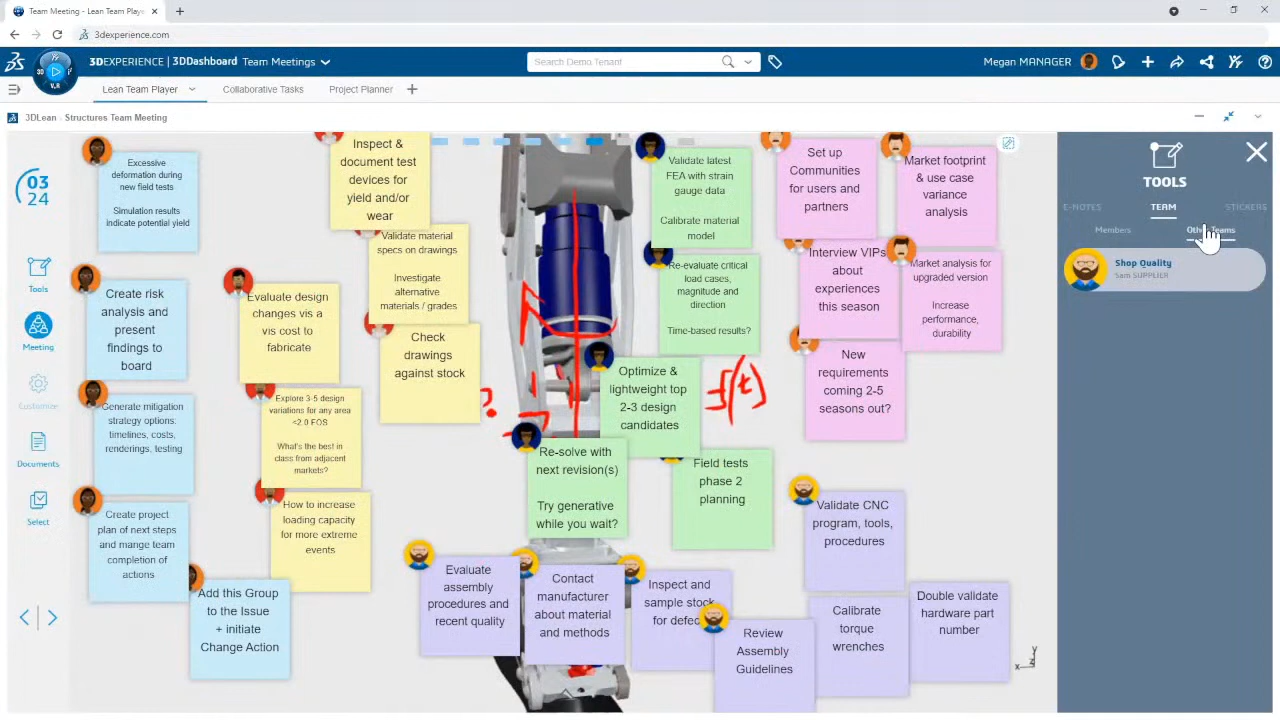 Team Meeting - Lean Team Playe
3dexperience.com
3DEXPERIENCE | 3DDashboard Team Meetings
Search Demo Tenant
Megan MANAGER
3D
V.R
Lean Team Player
Collaborative Tasks
Project Planner
3DLean - Structures Team Meeting
03
24
Tools
Meeting
Customize
Documents
Select
Excessive
deformation during
new field tests
Simulation results
indicate potential yield
Create risk
analysis and
present
findings to
board
Generate mitigation
strategy options:
timelines, costs,
renderings, testing
Create project
plan of next steps
and mange team
completion of
actions
Add this Group
to the Issue
+ initiate
Change Action
Inspect &
document test
devices for
yield and/or
wear
Validate material
specs on drawings
Investigate
alternative
materials / grades
Evaluate design
changes vis a
vis cost to
fabricate
Check
drawings
against stock
Explore 3-5 design
variations for any area
<2.0 FOS
What's the best in
class from adjacent
markets?
How to increase
loading capacity
for more extreme
events
?
f(t)
Validate latest
FEA with strain
gauge data
Calibrate material
model
Re-evaluate critical
load cases,
magnitude and
direction
Time-based results?
Optimize &
lightweight top
2-3 design
candidates
Re-solve with
next revision(s)
Try generative
while you wait?
Field tests
phase 2
planning
Set up
Communities
for users and
partners
Market footprint
& use case
variance
analysis
Interview VIPs
about
experiences
this season
Market analysis for
upgraded version
Increase
performance,
durability
New
requirements
coming 2-5
seasons out?
Evaluate
assembly
procedures and
recent quality
Contact
manufacturer
about material
and methods
Inspect and
sample stock
for defec
Review
Assembly
Guidelines
Validate CNC
program, tools,
procedures
Calibrate
torque
wrenches
Double validate
hardware part
number
y
x
z
TOOLS
E-NOTES
TEAM
STICKERS
Members
Other Teams
Shop Quality
Sam SUPPLIER